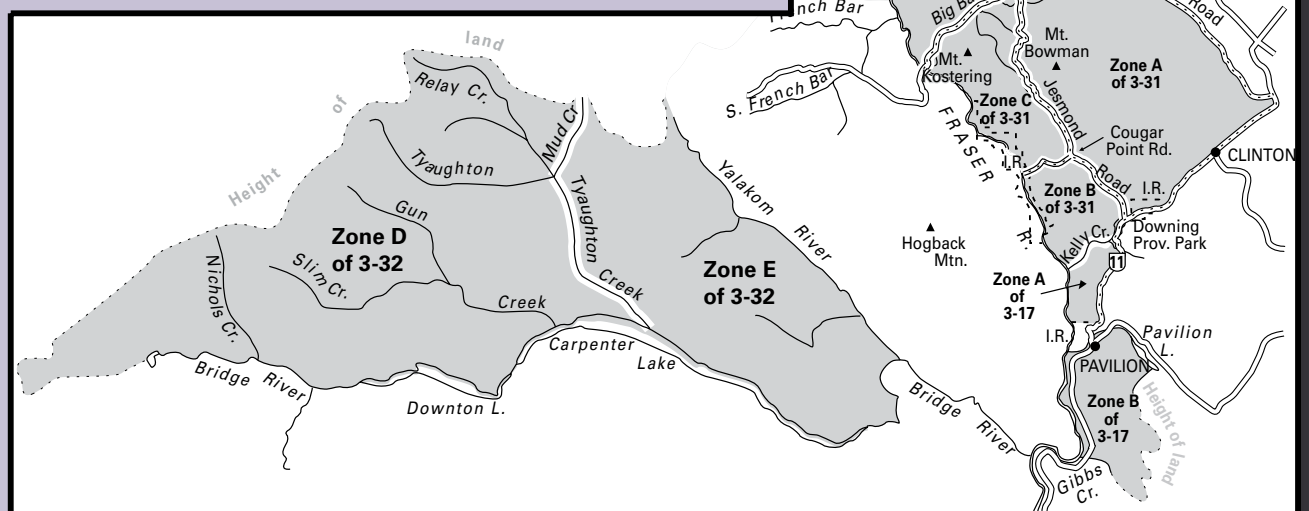 French Bar
Big Ba
Road
land
Mt.
Bowman
Mt.
Kostering
Zone A
of 3-31
Relay Cr.
S. French Bar
of
Zone C
of 3-31
Jesmond
Mud Cr
FRASER
Cougar
Point Rd.
CLINTON
Tyaughton
I.R.
Yalakom
River
Road
I.R.
Height
Tyaughton
Creek
Zone B
of 3-31
Gun
Zone D
of 3-32
Hogback
Mtn.
R.
Kelly Cr.
Downing
Prov. Park
11
Nichols Cr.
Slim Cr.
Zone E
of 3-32
Zone A
of
3-17
Creek
I.R.
Pavilion
L.
Carpenter
Lake
PAVILION
Bridge River
Downton L.
Bridge
River
Zone B
of
3-17
Height of land
Gibbs
Cr.